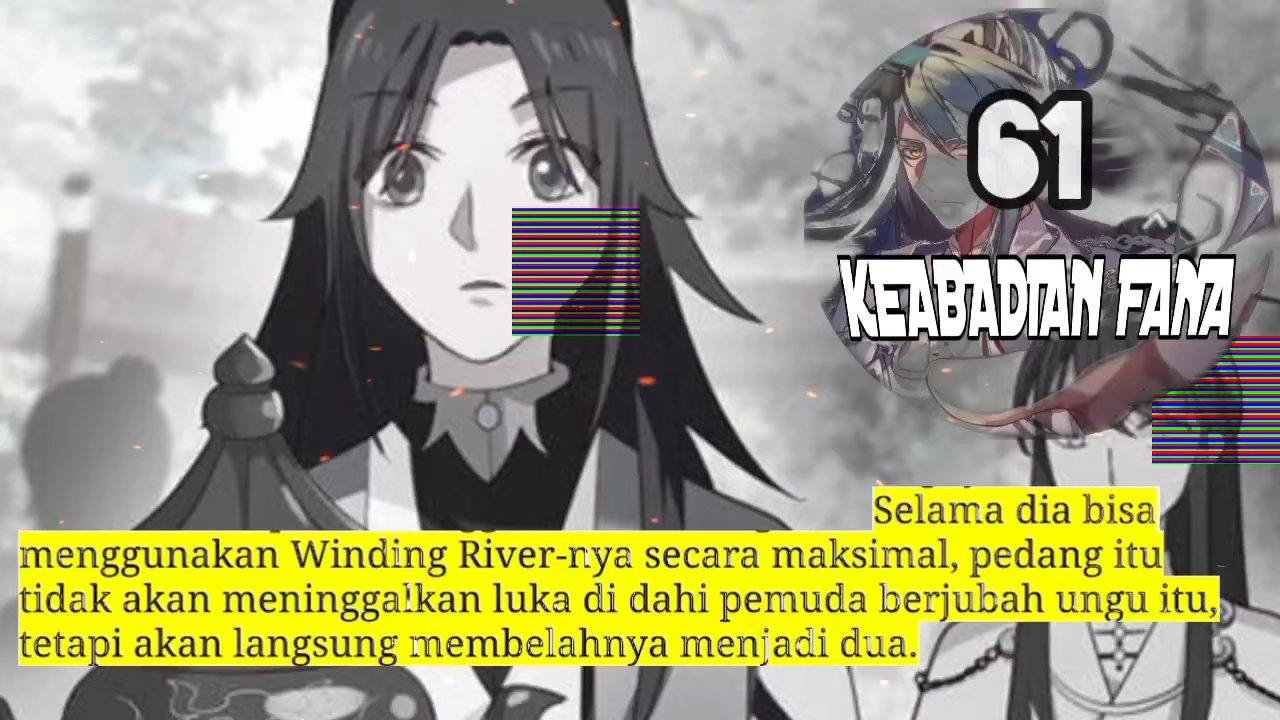 61
KEABADIAN FANA
Selama dia bisa
menggunakan Winding River-nya secara maksimal, pedang itu
tidak akan meninggalkan luka di dahi pemuda berjubah ungu itu,
tetapi akan langsung membelahnya menjadi dua.